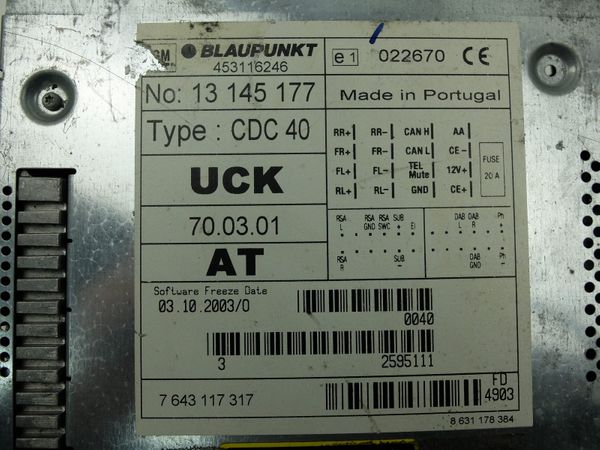 GM
BLAUPUNKT
453116246
e1 022670 CE
No: 13 145 177
Made in Portugal
Type : CDC 40
RR+ RR- CAN H AA
FR+ FR- CAN L CE-
FL+ FL- TEL Mute 12V+
RL+ RL- GND CE+
FUSE
20 A
UCK
70.03.01
RSA L RSA GND RSA SWC SUB + El DAB L DAB R Ph +
RSA R SUB - DAB GND Ph -
AT
Software Freeze Date
03.10.2003/0
0040
3 2595111
7 643 117 317
FD
4903
8 631 178 384